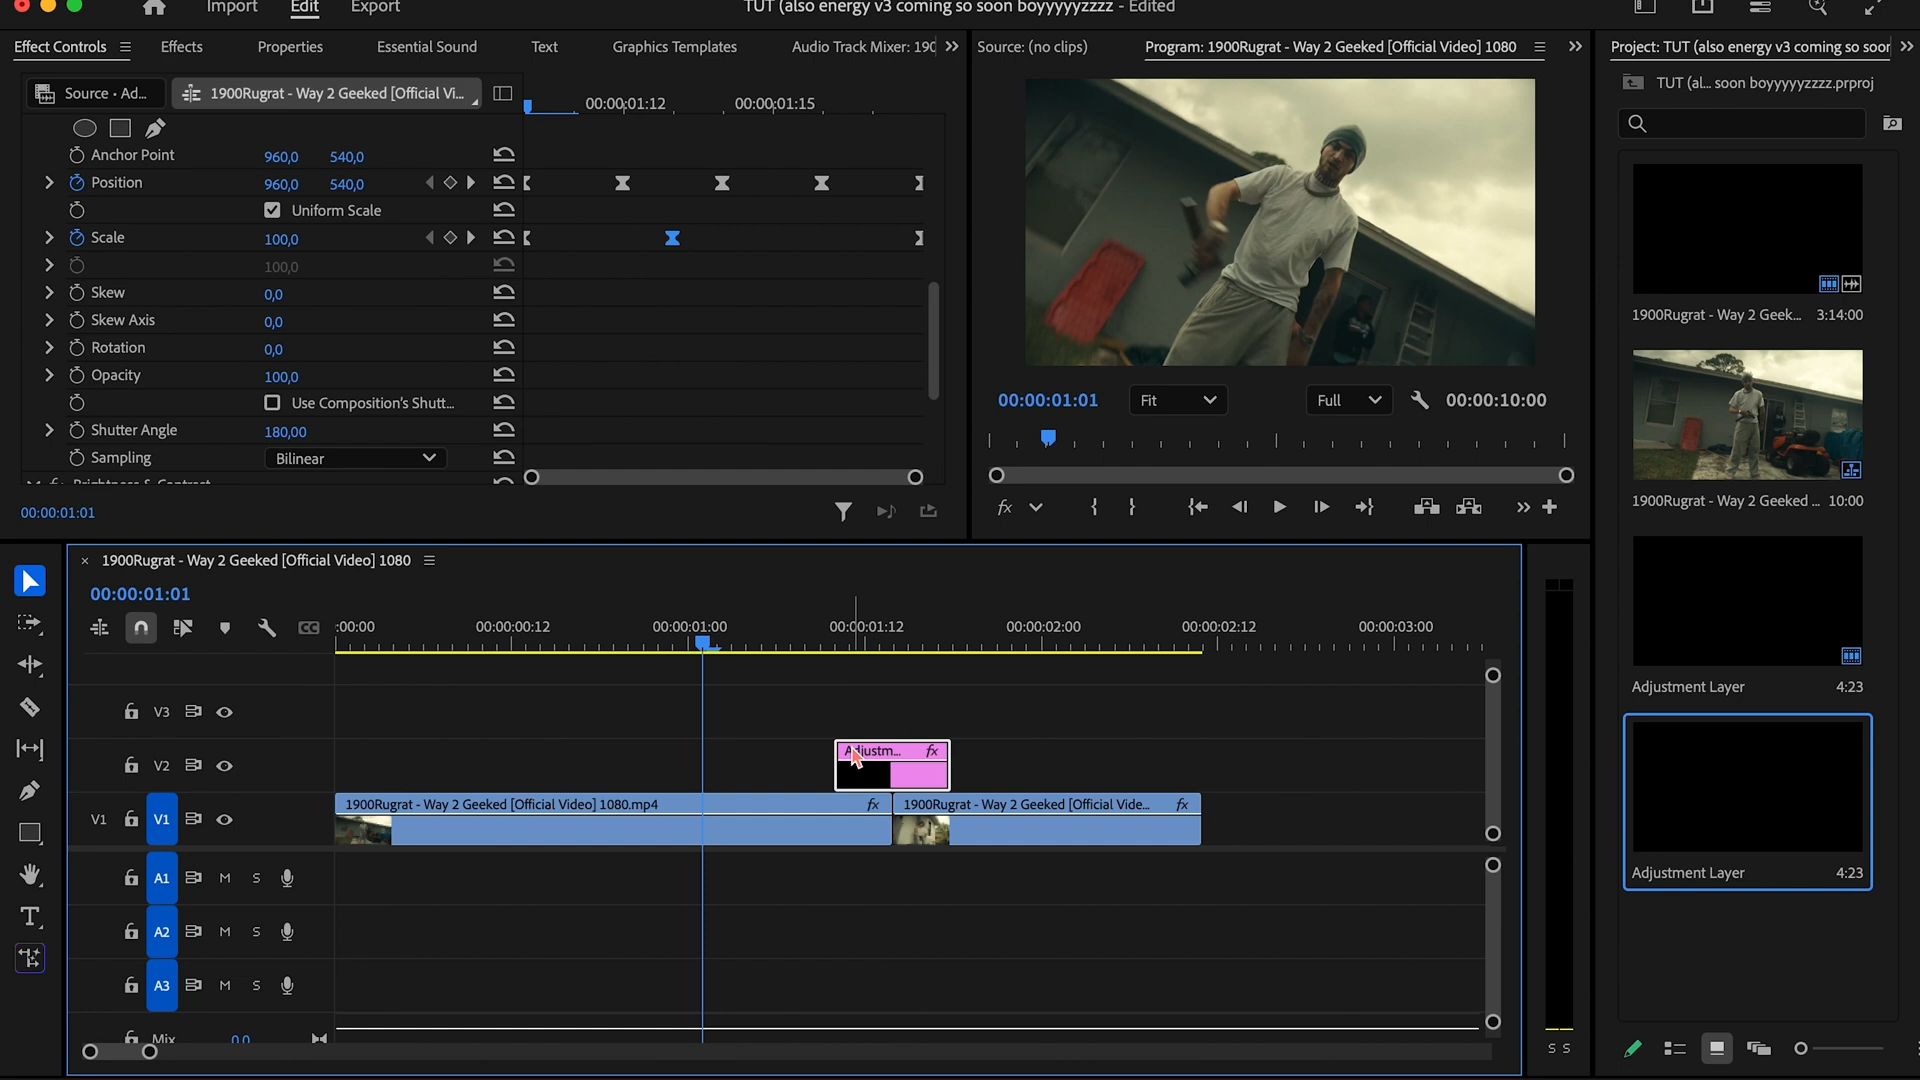 Import Edit Export TUT (also energy v3 coming so soon boyyyyyzzzz - Edited
Effect Controls Effects Properties Essential Sound Text Graphics Templates Audio Track Mixer: 190
Source: (no clips) Program: 1900Rugrat - Way 2 Geeked [Official Video] 1080
Project: TUT (also energy v3 coming so soor
Source • Ad... 1900Rugrat - Way 2 Geeked [Official Vi... 00:00:01:12 00:00:01:15
TUT (al... soon boyyyyyzzzz.prproj
Anchor Point 960,0 540,0
Position 960,0 540,0
Uniform Scale
Scale 100,0
100,0
Skew 0,0
Skew Axis 0,0
Rotation 0,0
Opacity 100,0
Use Composition's Shutt...
Shutter Angle 180,00
Sampling Bilinear
Brightness & Contrast
00:00:01:01
00:00:01:01 Fit Full 00:00:10:00
fx
1900Rugrat - Way 2 Geek... 3:14:00
1900Rugrat - Way 2 Geeked ... 10:00
Adjustment Layer 4:23
Adjustment Layer 4:23
× 1900Rugrat - Way 2 Geeked [Official Video] 1080
00:00:01:01
CC
:00:00 00:00:00:12 00:00:01:00 00:00:01:12 00:00:02:00 00:00:02:12 00:00:03:00
V3
V2 Adjustm... fx
V1 V1 1900Rugrat - Way 2 Geeked [Official Video] 1080.mp4 fx 1900Rugrat - Way 2 Geeked [Official Vide... fx
A1 M S
A2 M S
A3 M S
Mix 0,0
S S